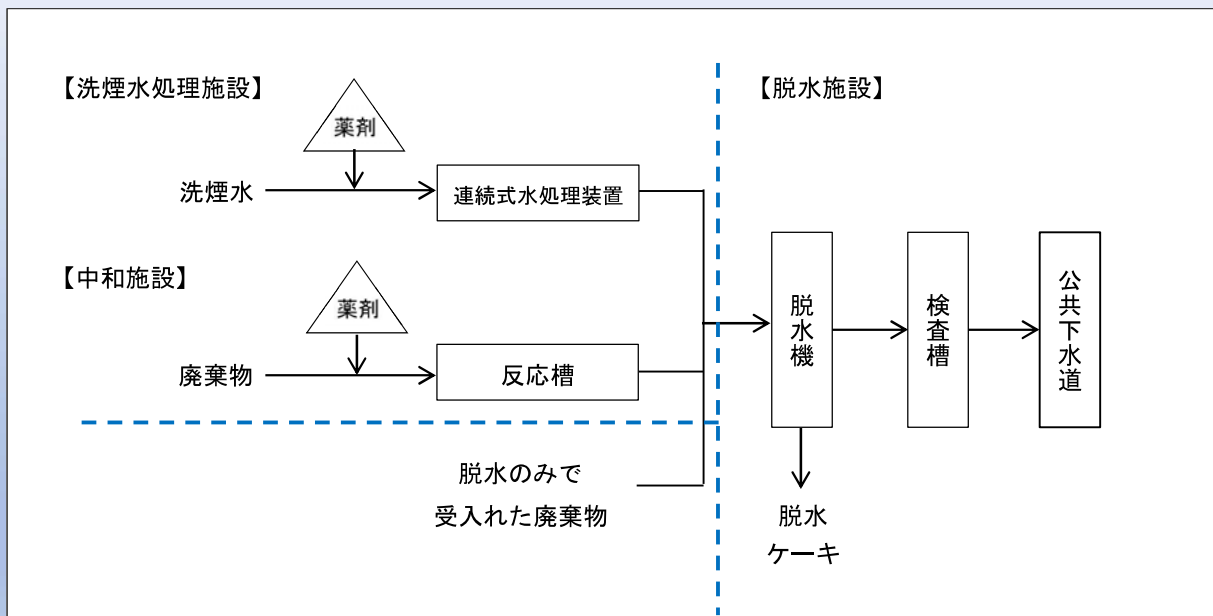 【洗煙水処理施設】
薬剤
洗煙水
連続式水処理装置
【中和施設】
薬剤
廃棄物
反応槽
脱水のみで
受入れた廃棄物
【脱水施設】
脱水機
検査槽
公共下水道
脱水
ケーキ